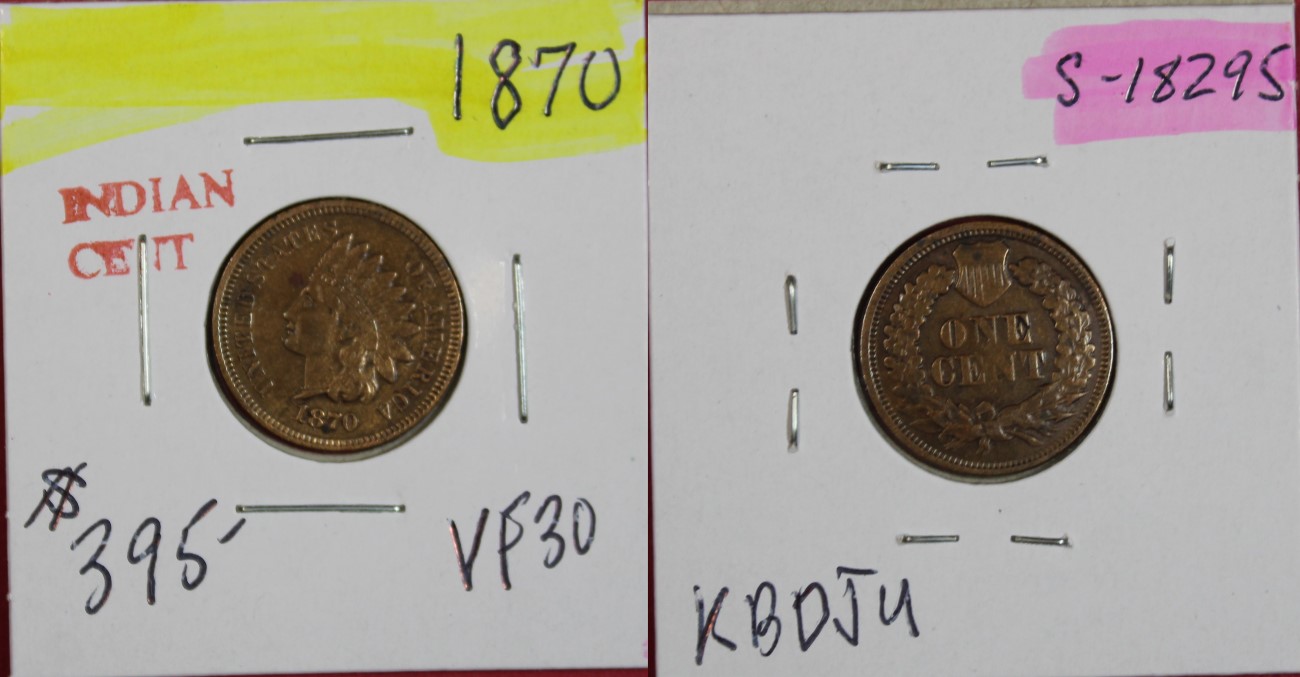 1870
INDIAN
CENT
UNITED STATES OF AMERICA
1870
$395-
VF30
S-18295
ONE
CENT
KBDJ4